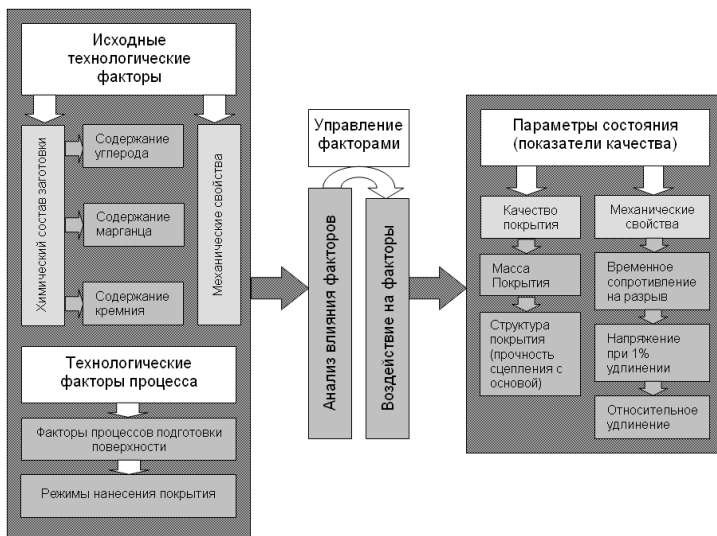 Исходные
технологические
факторы
Химический состав заготовки
Содержание
углерода
Содержание
марганца
Содержание
кремния
Механические свойства
Технологические
факторы процесса
Факторы процессов подготовки
поверхности
Режимы нанесения покрытия
Управление
факторами
Анализ влияния факторов
Воздействие на факторы
Параметры состояния
(показатели качества)
Качество
покрытия
Масса
Покрытия
Структура
покрытия
(прочность
сцепления с
основой)
Механические
свойства
Временное
сопротивление
на разрыв
Напряжение
при 1%
удлинении
Относительное
удлинение